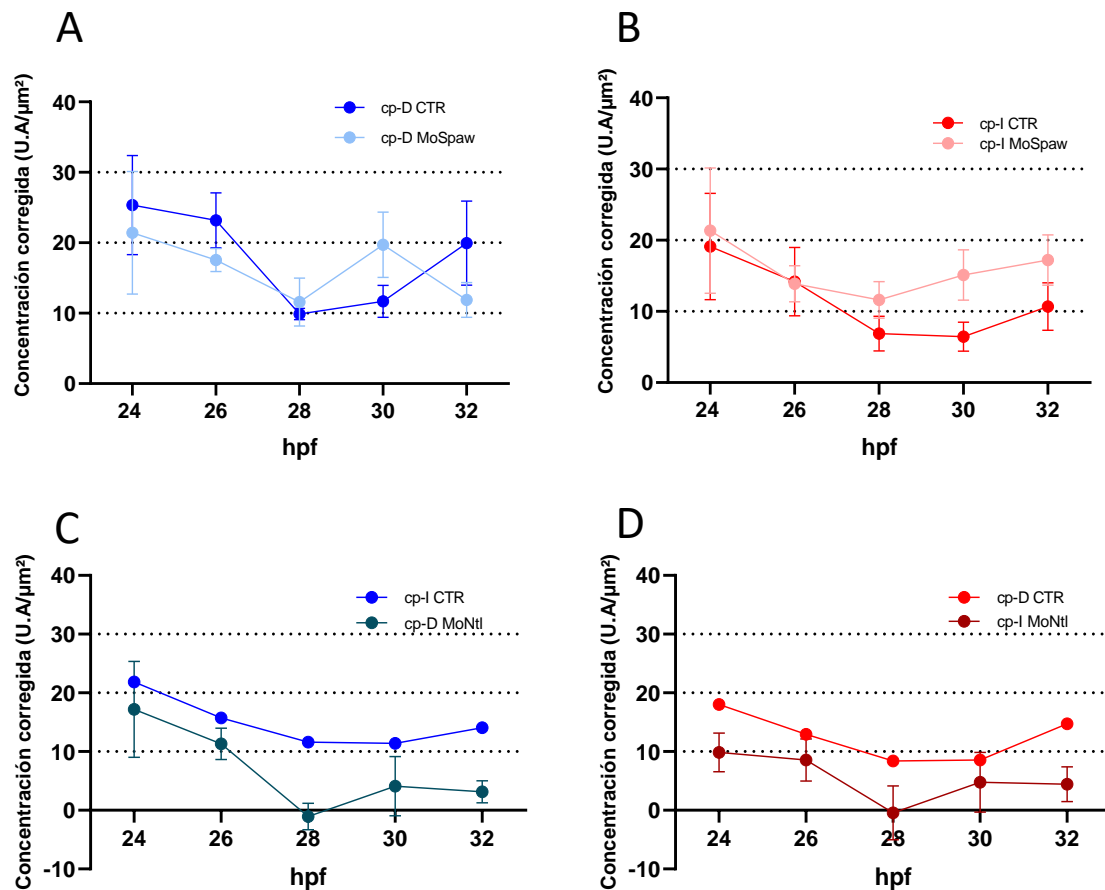 A
Concentración corregida (U.A/µm²)
40
30
20
10
0
cp-D CTR
cp-D MoSpaw
24 26 28 30 32
hpf
B
Concentración corregida (U.A/µm²)
40
30
20
10
0
cp-I CTR
cp-I MoSpaw
24 26 28 30 32
hpf
C
Concentración corregida (U.A/µm²)
40
30
20
10
0
-10
cp-I CTR
cp-D MoNtl
24 26 28 30 32
hpf
D
Concentración corregida (U.A/µm²)
40
30
20
10
0
-10
cp-D CTR
cp-I MoNtl
24 26 28 30 32
hpf